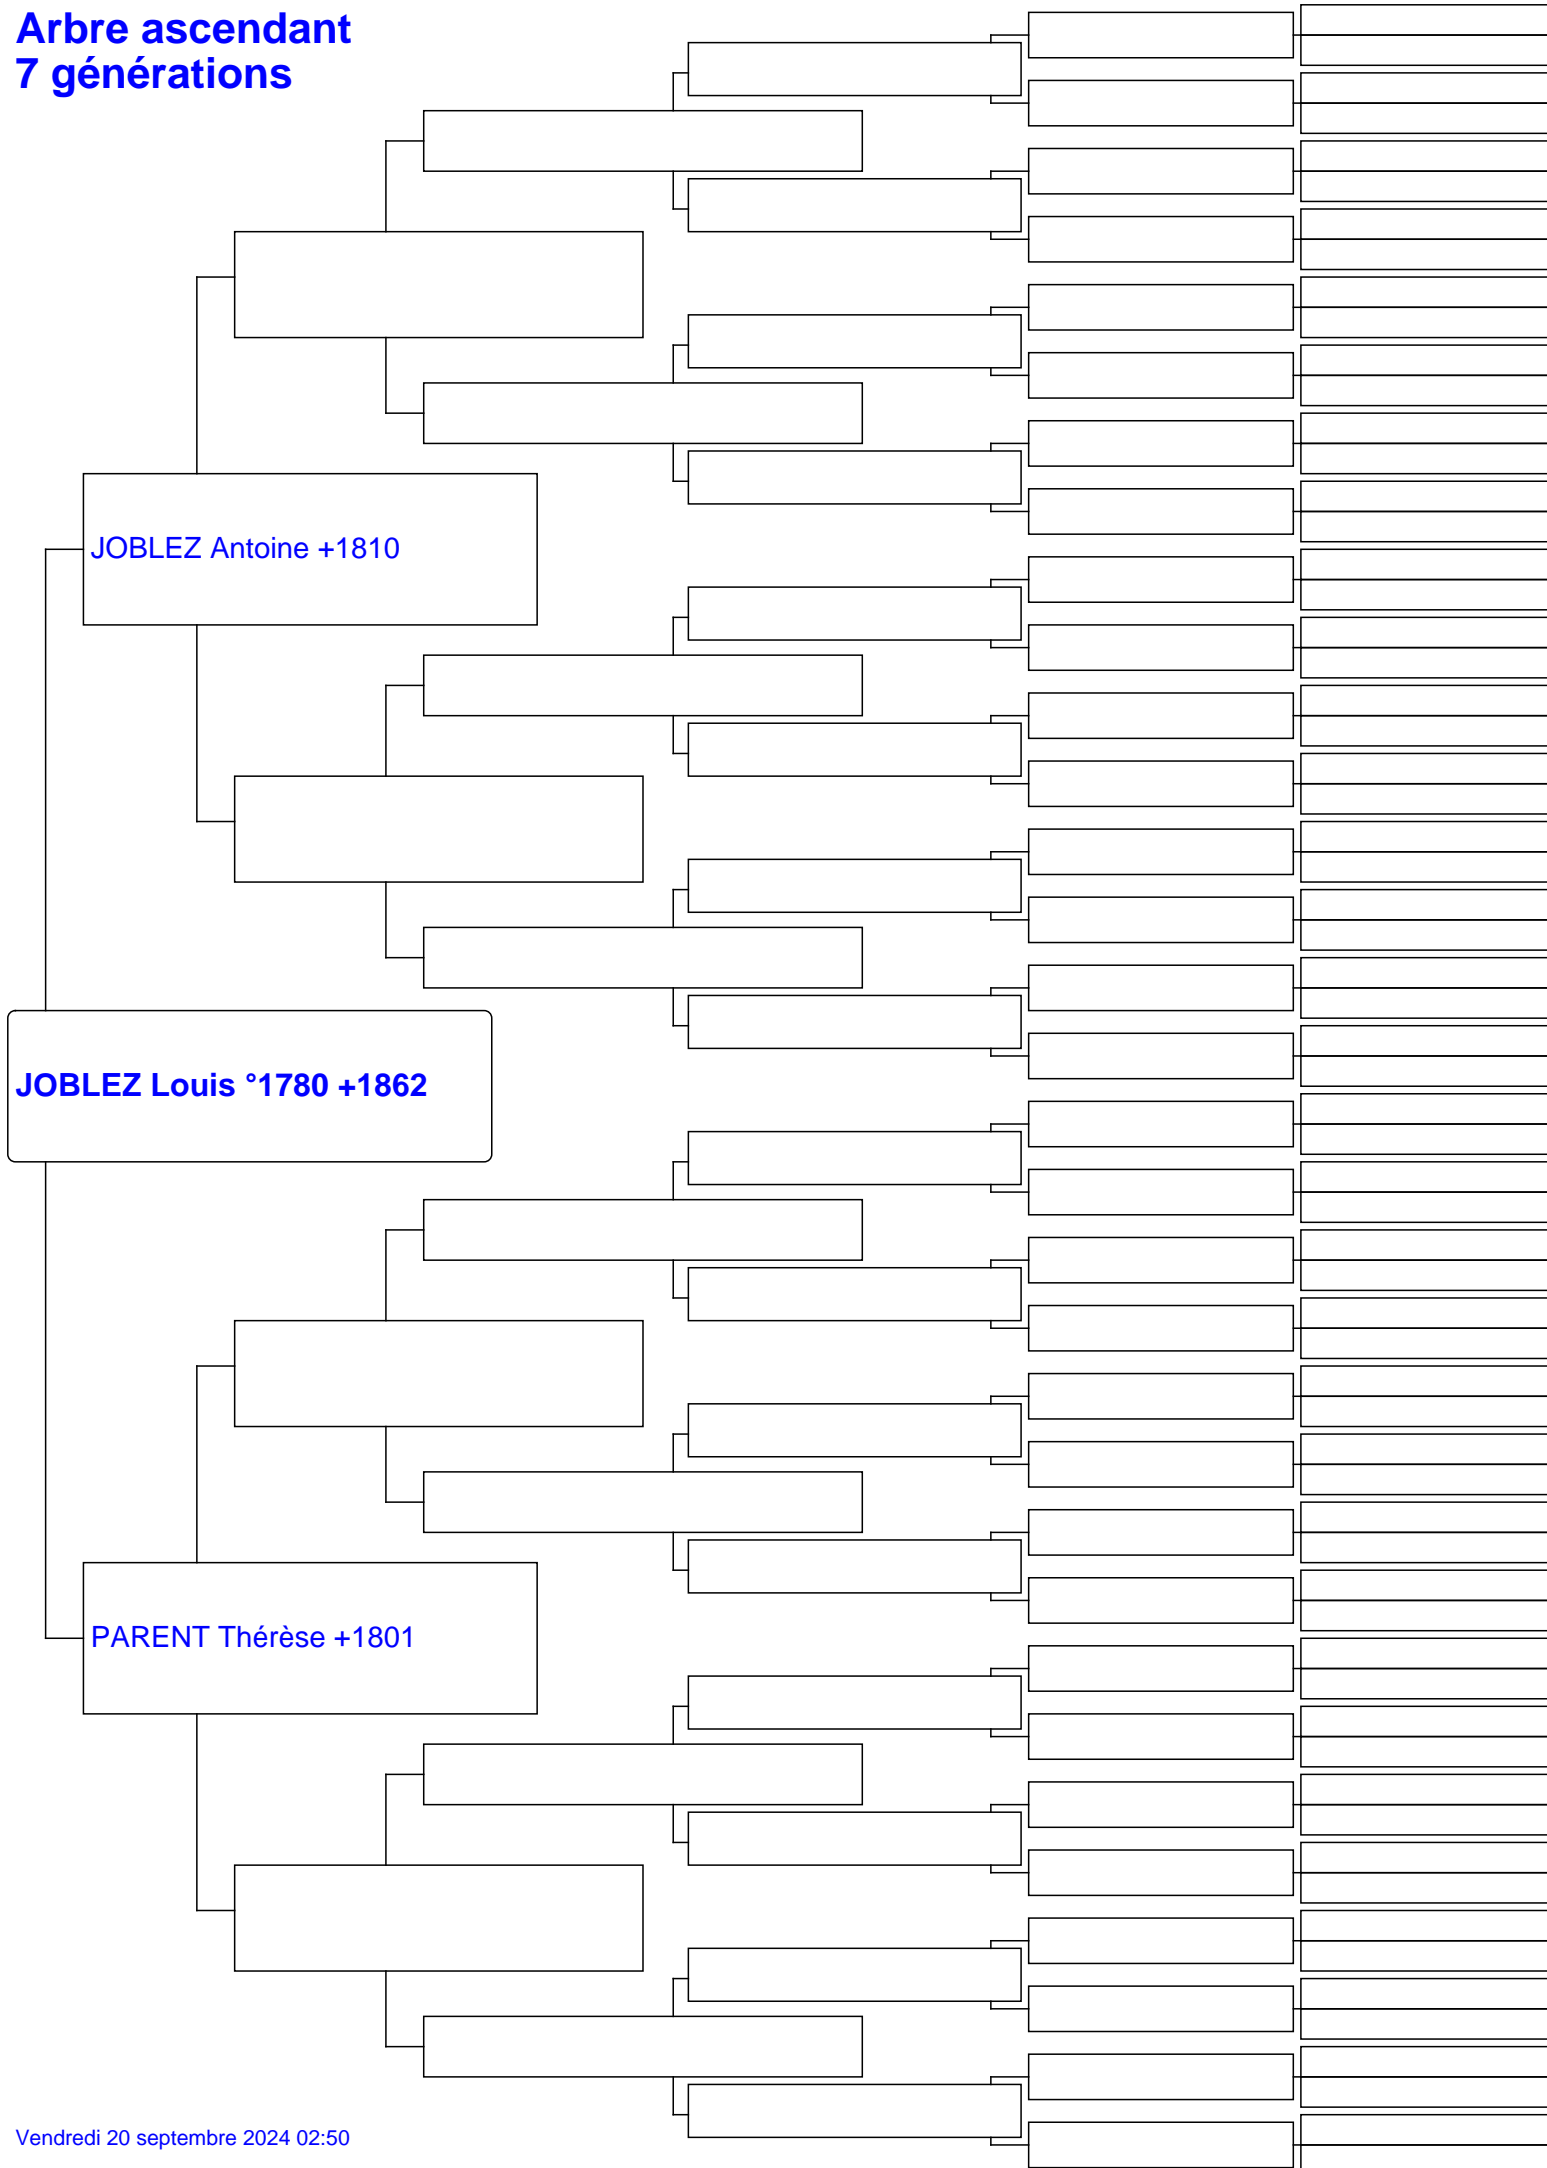 Arbre ascendant
7 générations
JOBLEZ Antoine +1810
JOBLEZ Louis °1780 +1862
PARENT Thérèse +1801
Vendredi 20 septembre 2024 02:50